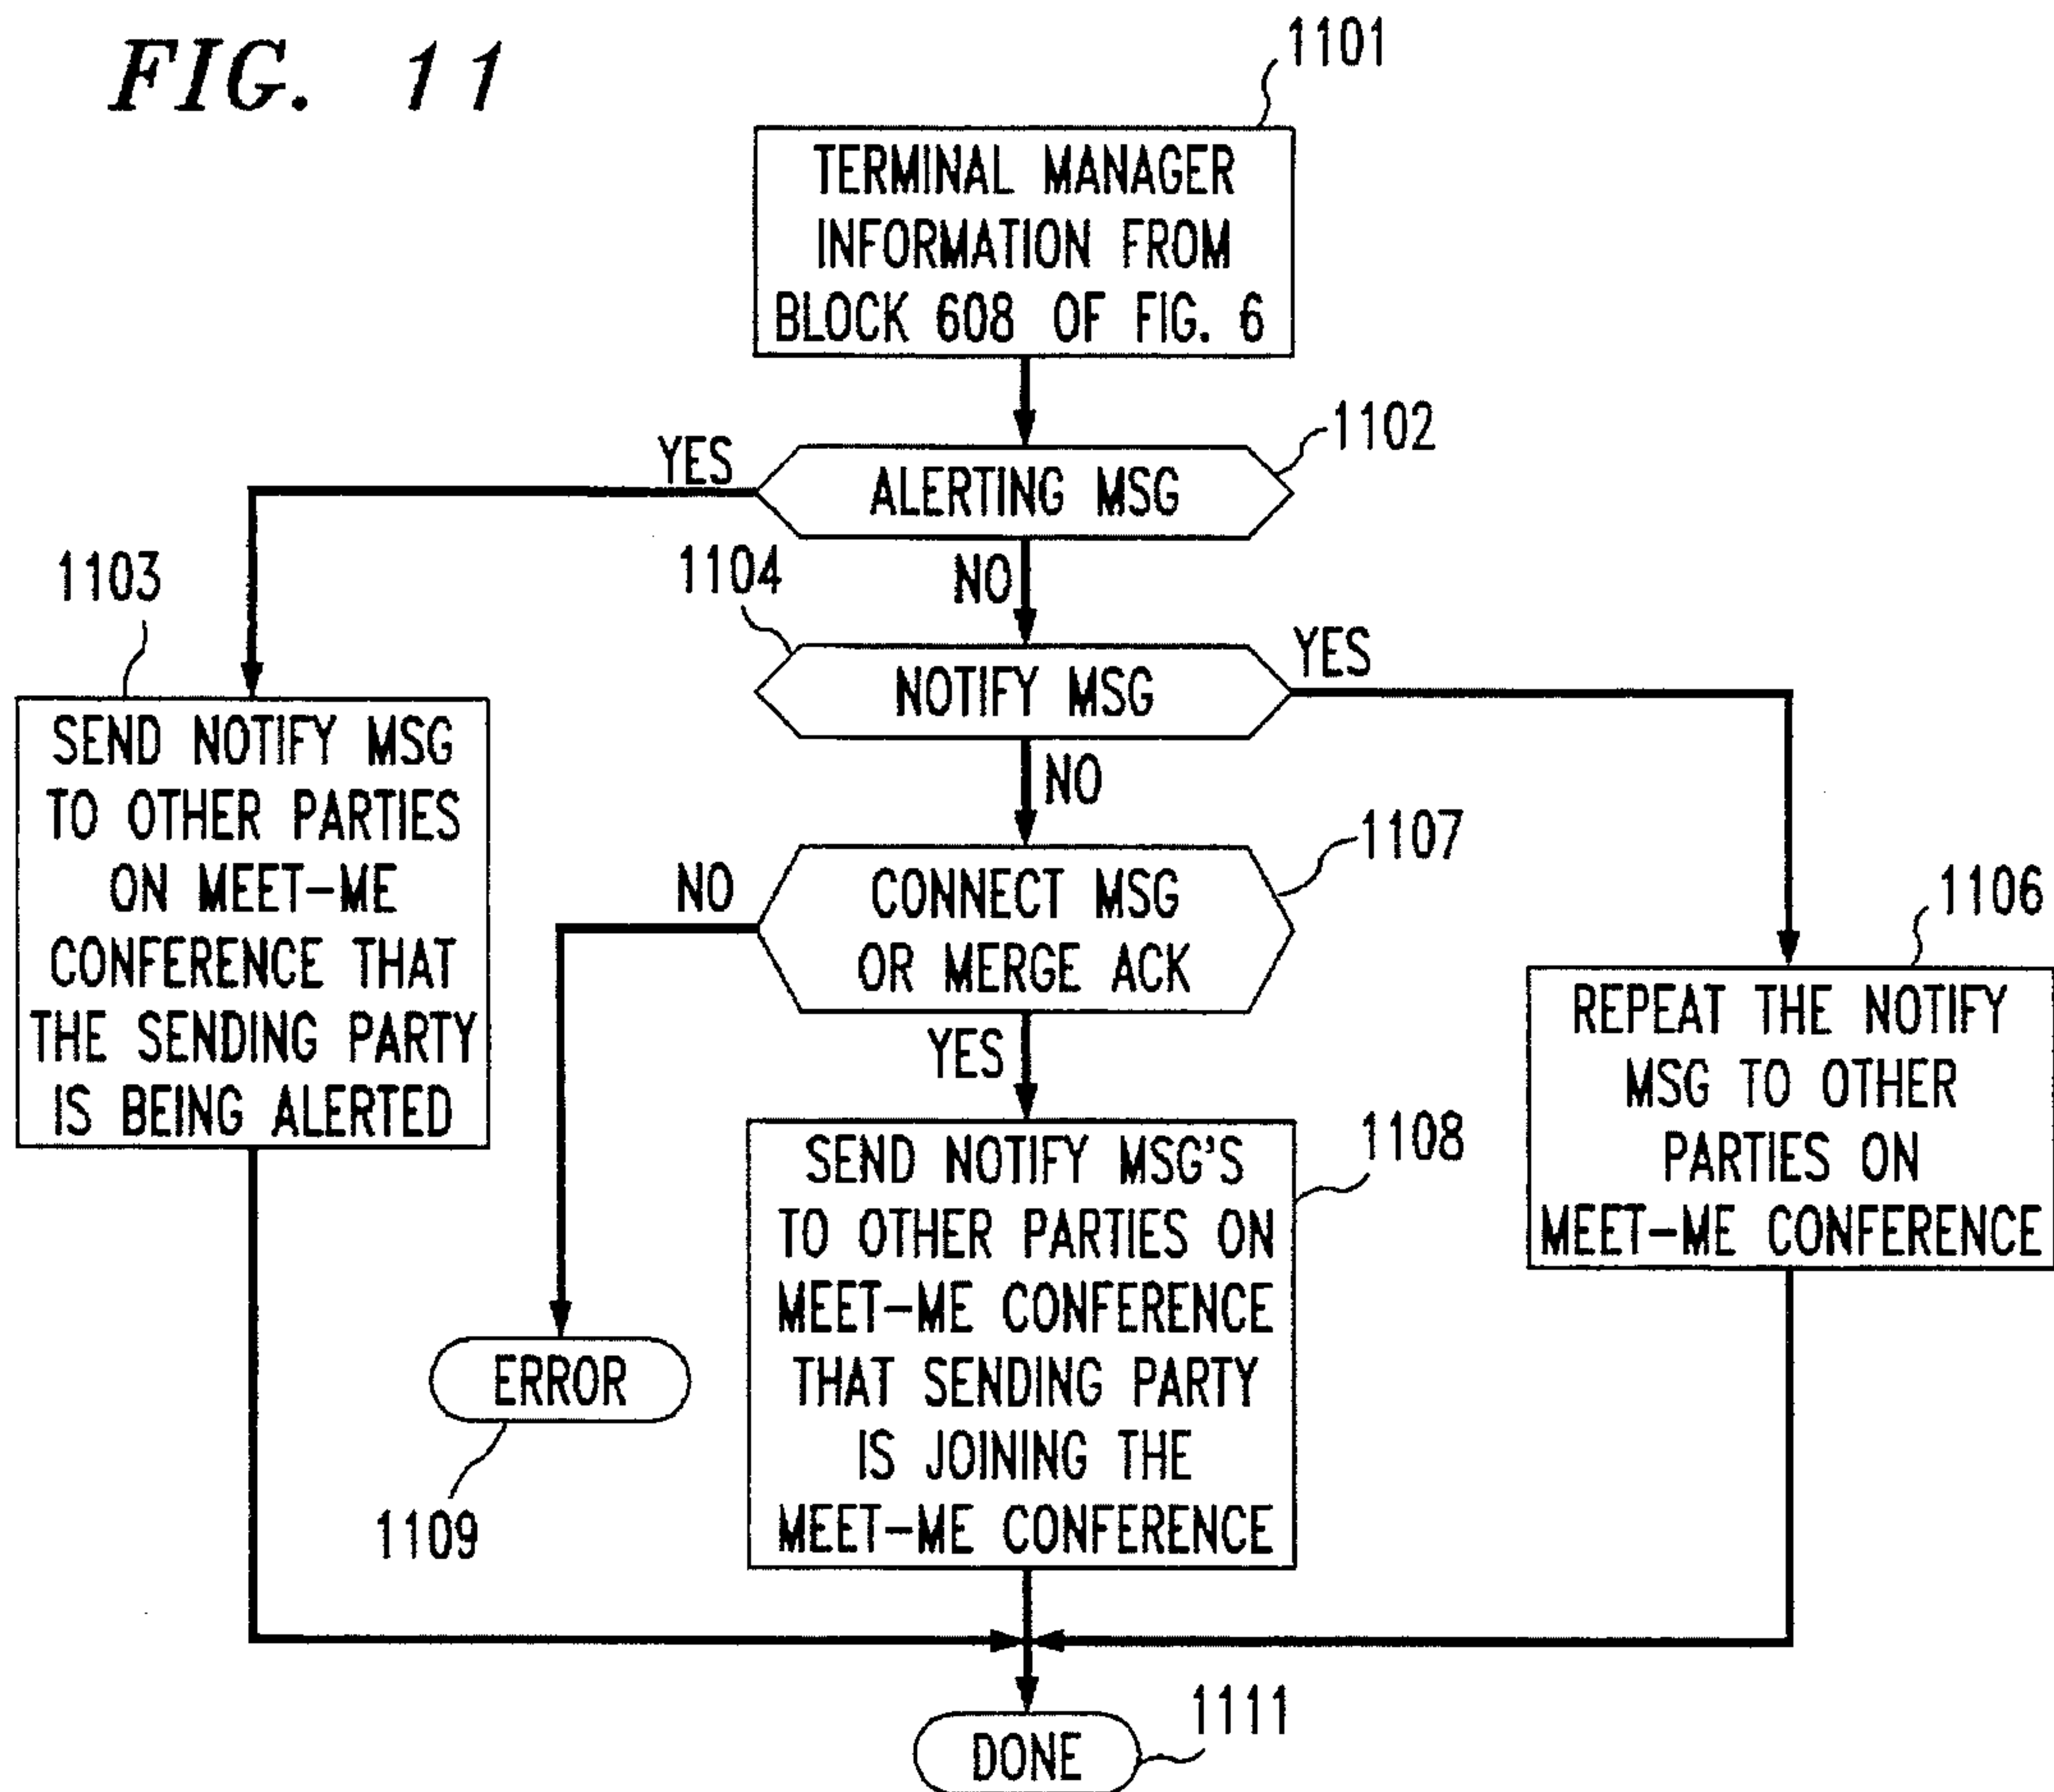 FIG. 11
1101
TERMINAL MANAGER
INFORMATION FROM
BLOCK 608 OF FIG. 6
1102
YES
ALERTING MSG
NO
1103
1104
YES
NOTIFY MSG
NO
SEND NOTIFY MSG
TO OTHER PARTIES
ON MEET-ME
CONFERENCE THAT
THE SENDING PARTY
IS BEING ALERTED
1107
NO
CONNECT MSG
OR MERGE ACK
YES
1106
REPEAT THE NOTIFY
MSG TO OTHER
PARTIES ON
MEET-ME CONFERENCE
1108
SEND NOTIFY MSG'S
TO OTHER PARTIES ON
MEET-ME CONFERENCE
THAT SENDING PARTY
IS JOINING THE
MEET-ME CONFERENCE
ERROR
1109
1111
DONE